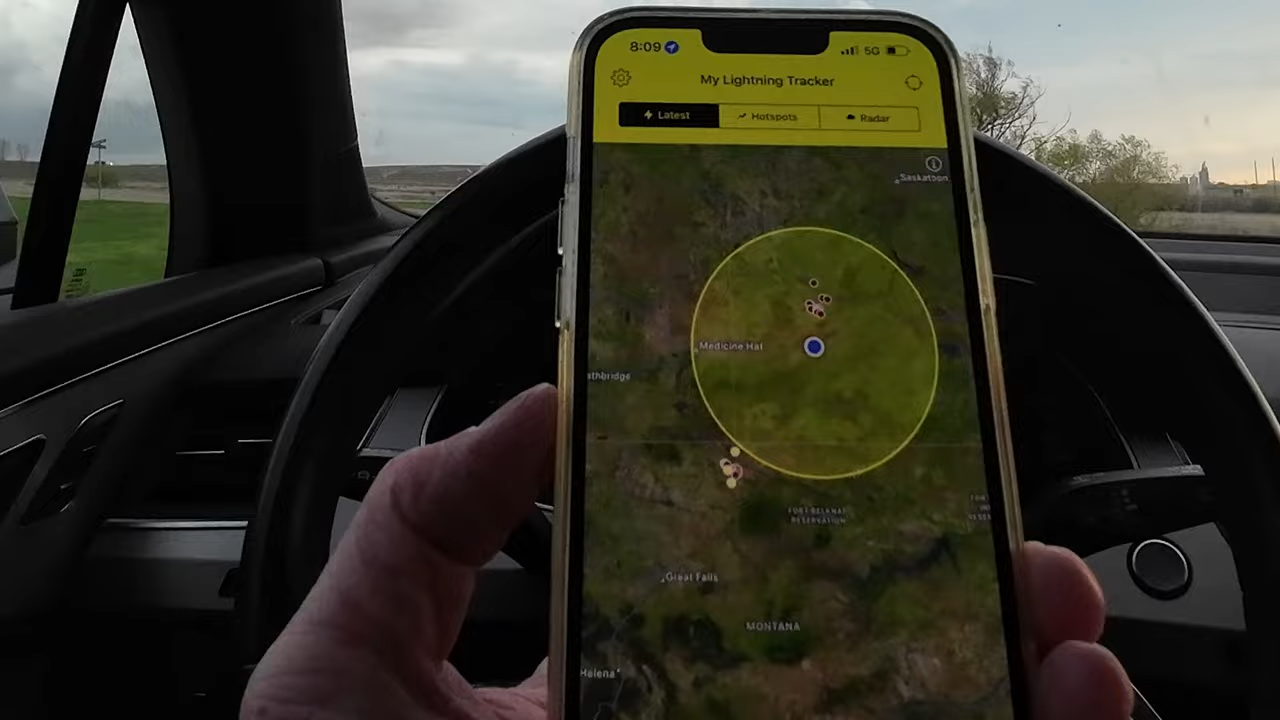 8:09 5G
My Lightning Tracker
Latest Hotspots Radar
Saskatoon
Medicine Hat
thbridge
FORT BELKNAP
RESERVATION
Great Falls
MONTANA
Helena